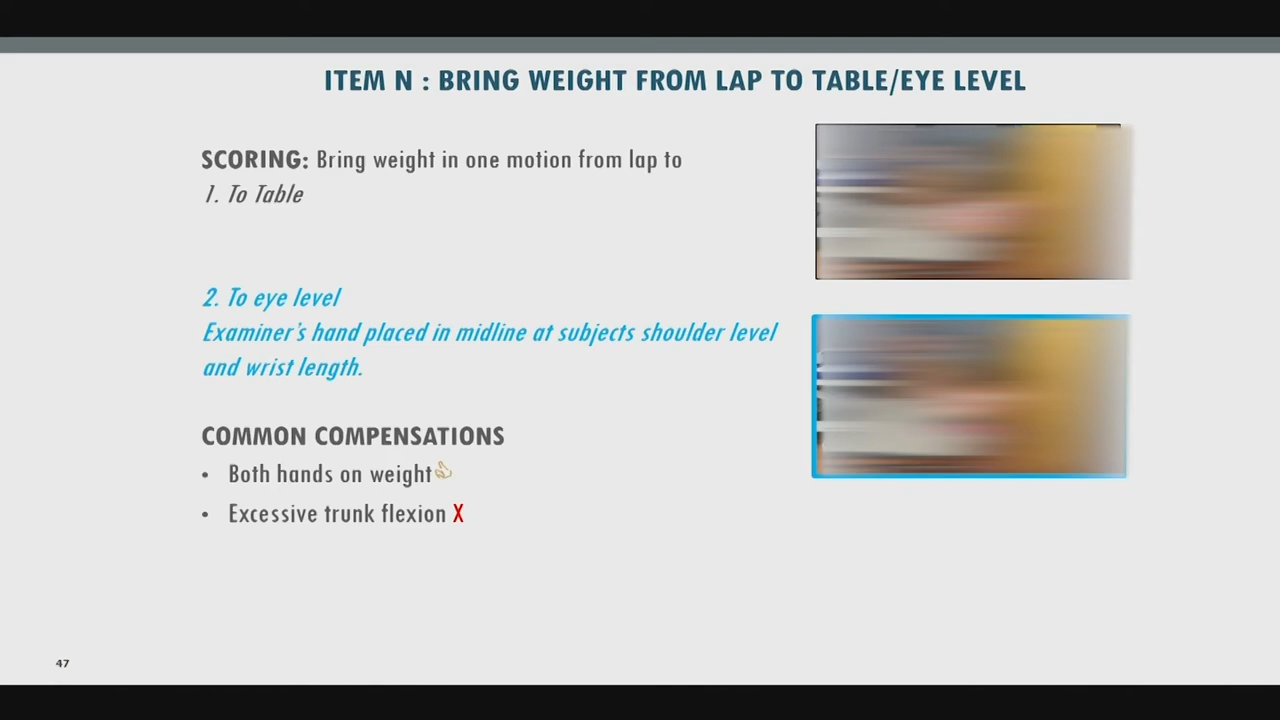 ITEM N : BRING WEIGHT FROM LAP TO TABLE/EYE LEVEL
SCORING: Bring weight in one motion from lap to
1. To Table
2. To eye level
Examiner's hand placed in midline at subjects shoulder level
and wrist length.
COMMON COMPENSATIONS
• Both hands on weight
• Excessive trunk flexion X
47